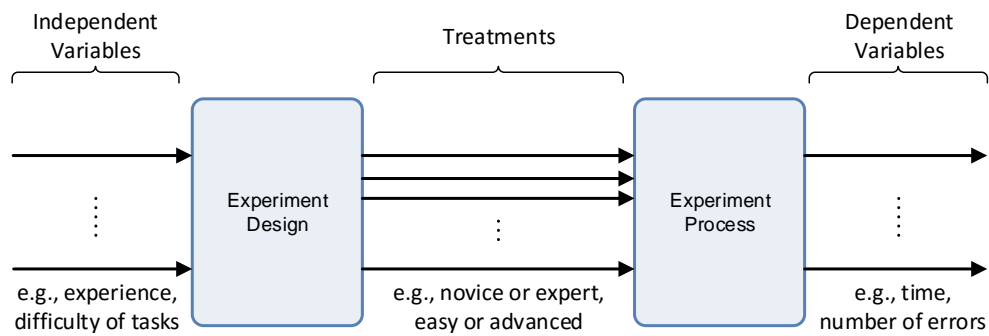 Independent
Variables
Treatments
Dependent
Variables
Experiment
Design
Experiment
Process
e.g., experience,
difficulty of tasks
e.g., novice or expert,
easy or advanced
e.g., time,
number of errors